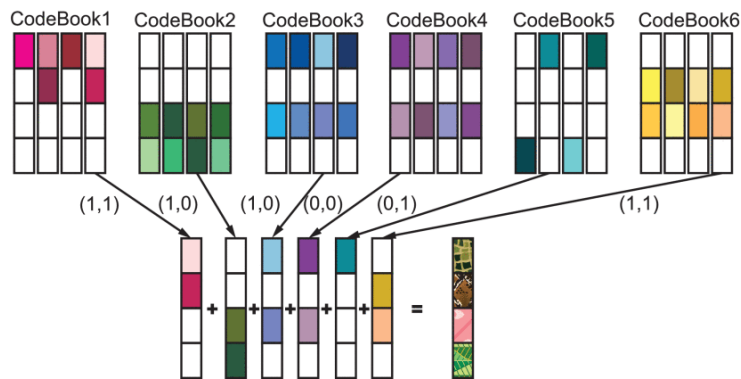 CodeBook1 CodeBook2 CodeBook3 CodeBook4 CodeBook5 CodeBook6
(1,1) (1,0) (1,0) (0,0) (0,1) (1,1)
+ + + + + =